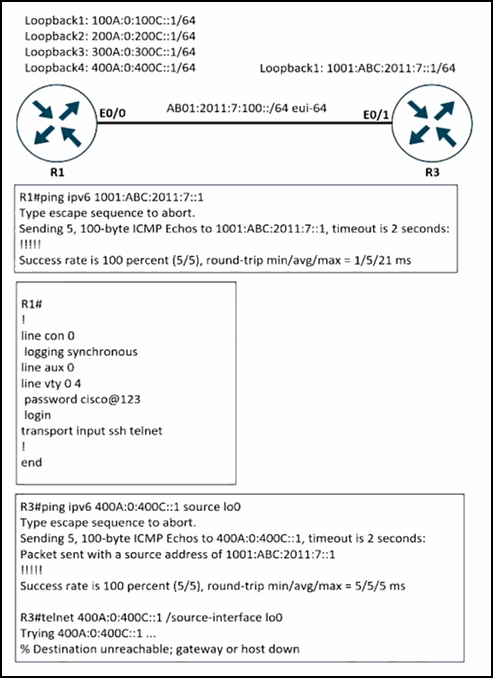 Loopback1: 100A:0:100C::1/64
Loopback2: 200A:0:200C::1/64
Loopback3: 300A:0:300C::1/64
Loopback4: 400A:0:400C::1/64
Loopback1: 1001:ABC:2011:7::1/64
E0/0
AB01:2011:7:100::/64 eui-64
E0/1
R1
R3
R1#ping ipv6 1001:ABC:2011:7::1
Type escape sequence to abort.
Sending 5, 100-byte ICMP Echos to 1001:ABC:2011:7::1, timeout is 2 seconds:
!!!!!
Success rate is 100 percent (5/5), round-trip min/avg/max = 1/5/21 ms
R1#
!
line con 0
logging synchronous
line aux 0
line vty 0 4
password cisco@123
login
transport input ssh telnet
!
end
R3#ping ipv6 400A:0:400C::1 source lo0
Type escape sequence to abort.
Sending 5, 100-byte ICMP Echos to 400A:0:400C::1, timeout is 2 seconds:
Packet sent with a source address of 1001:ABC:2011:7::1
!!!!!
Success rate is 100 percent (5/5), round-trip min/avg/max = 5/5/5 ms
R3#telnet 400A:0:400C::1 /source-interface lo0
Trying 400A:0:400C::1 ...
% Destination unreachable; gateway or host down